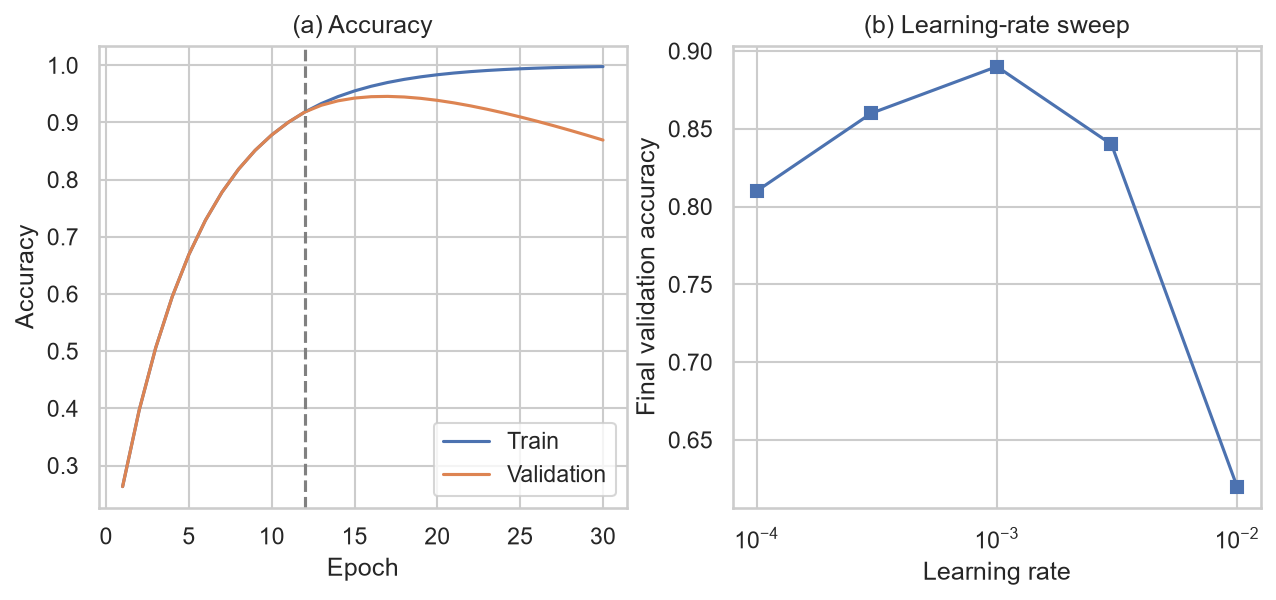 (a) Accuracy
1.0
0.9
0.8
0.7
0.6
0.5
0.4
0.3
Accuracy
0 5 10 15 20 25 30
Epoch
Train
Validation
(b) Learning-rate sweep
0.90
0.85
0.80
0.75
0.70
0.65
Final validation accuracy
10⁻⁴ 10⁻³ 10⁻²
Learning rate